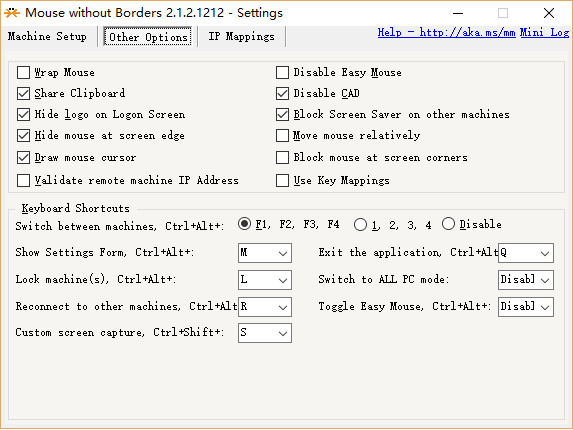 Mouse without Borders 2.1.2.1212 - Settings
Machine Setup Other Options IP Mappings Help - http://aka.ms/mm Mini Log
Wrap Mouse Disable Easy Mouse
Share Clipboard Disable CAD
Hide logo on Logon Screen Block Screen Saver on other machines
Hide mouse at screen edge Move mouse relatively
Draw mouse cursor Block mouse at screen corners
Validate remote machine IP Address Use Key Mappings
Keyboard Shortcuts
Switch between machines, Ctrl+Alt+: F1, F2, F3, F4 1, 2, 3, 4 Disable
Show Settings Form, Ctrl+Alt+: M Exit the application, Ctrl+Alt Q
Lock machine(s), Ctrl+Alt+: L Switch to ALL PC mode: Disabl
Reconnect to other machines, Ctrl+Alt R Toggle Easy Mouse, Ctrl+Alt+: Disabl
Custom screen capture, Ctrl+Shift+: S